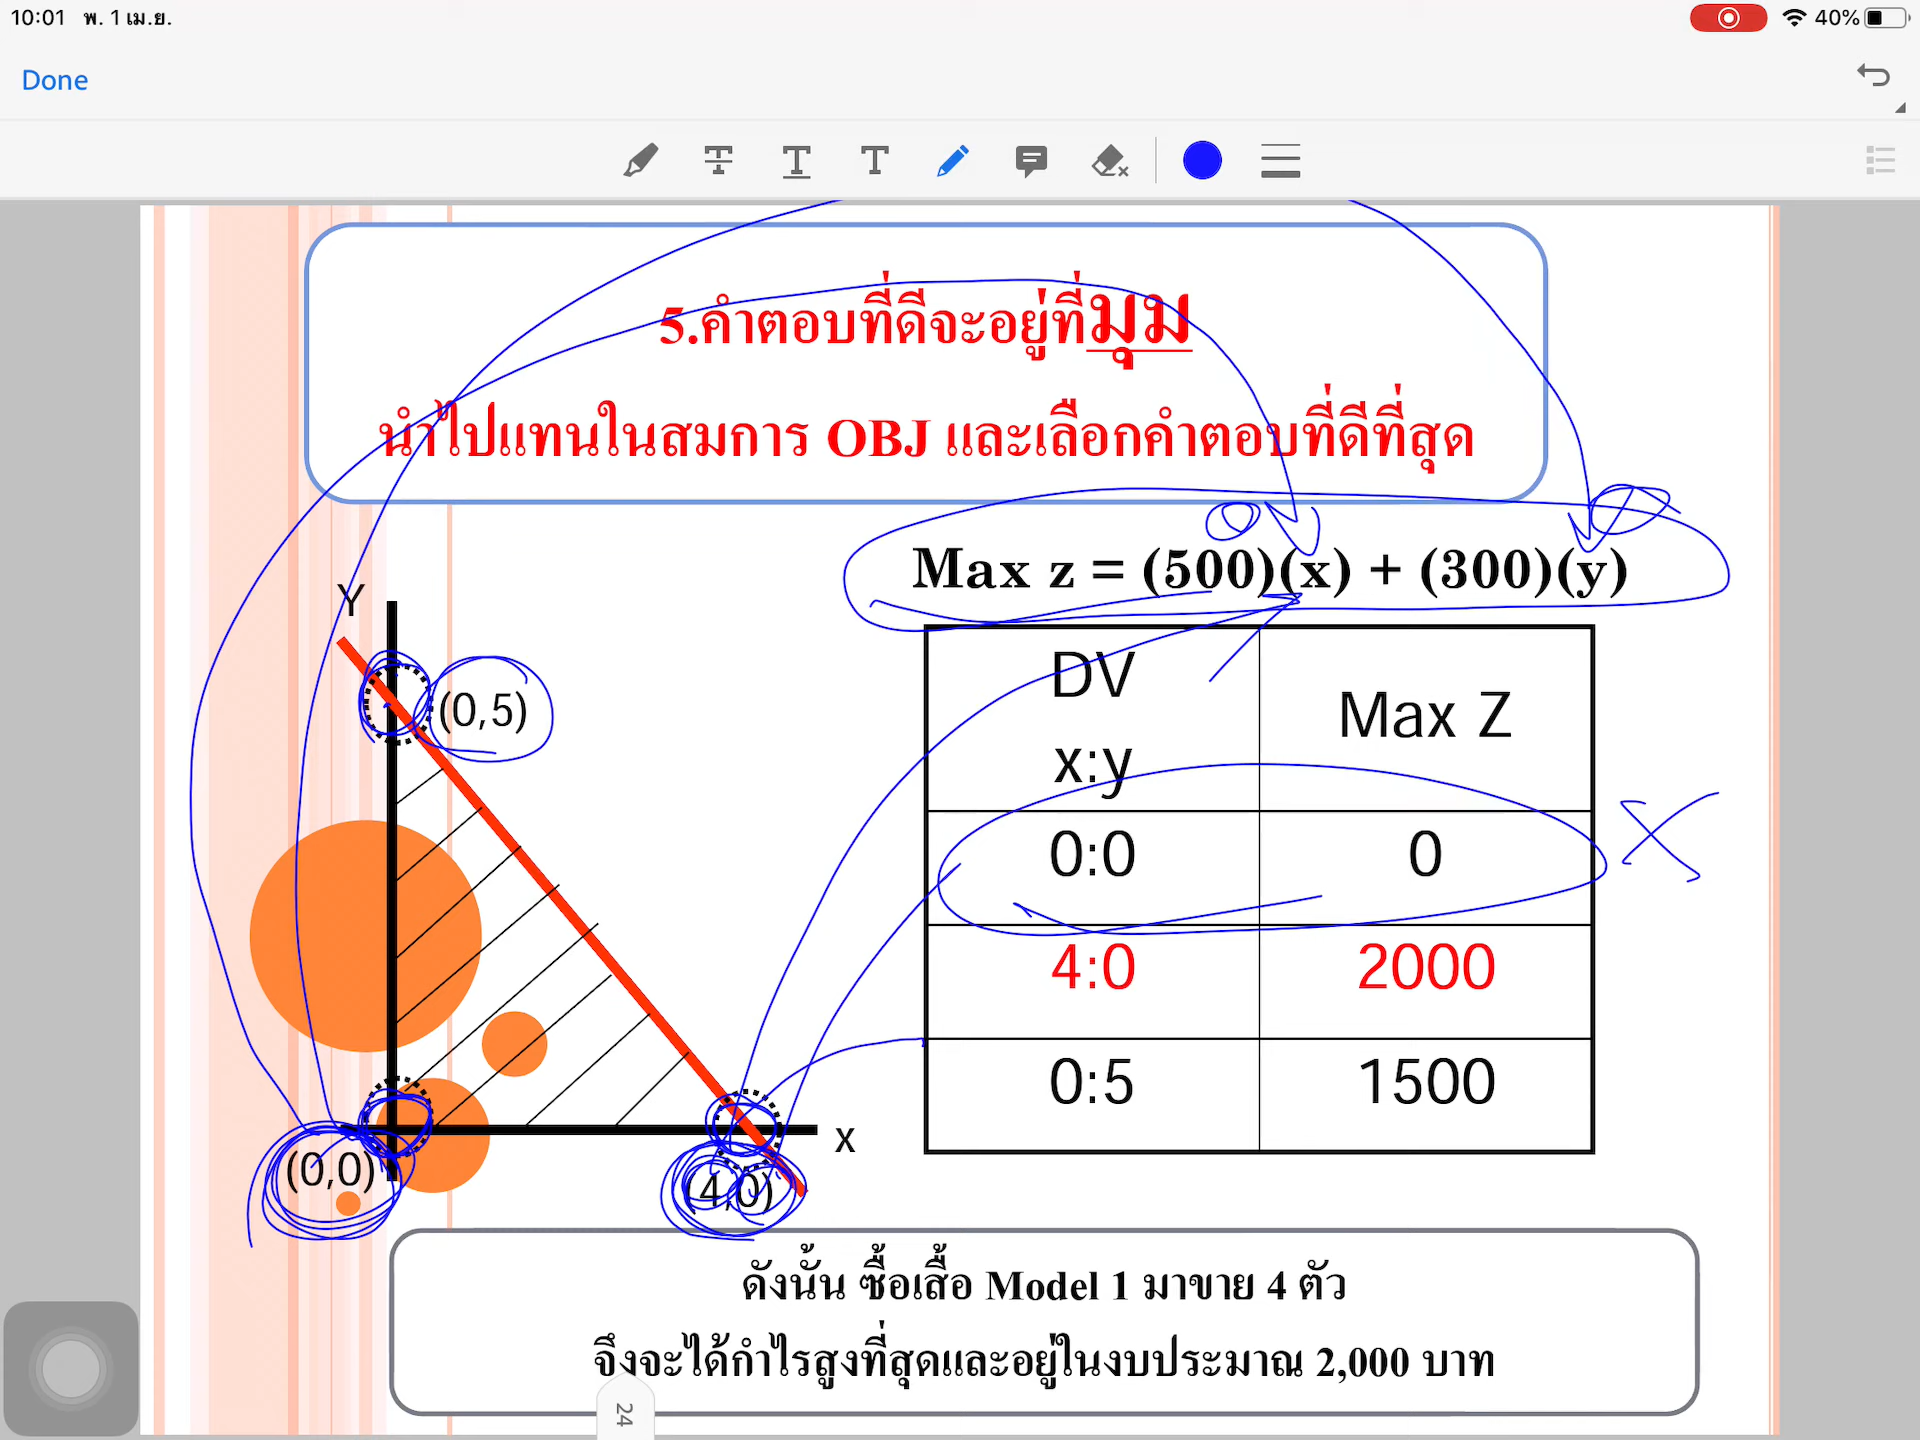 10:01 พ. 1 เม.ย.
40%
Done
5.คำตอบที่ดีจะอยู่ที่มุม
นำไปแทนในสมการ OBJ และเลือกคำตอบที่ดีที่สุด
Max z = (500)(x) + (300)(y)
Y
(0,5)
(0,0)
(4,0)
x
DV
x:y
Max Z
0:0 0
4:0 2000
0:5 1500
ดังนั้น ซื้อเสื้อ Model 1 มาขาย 4 ตัว
จึงจะได้กำไรสูงที่สุดและอยู่ในงบประมาณ 2,000 บาท
24